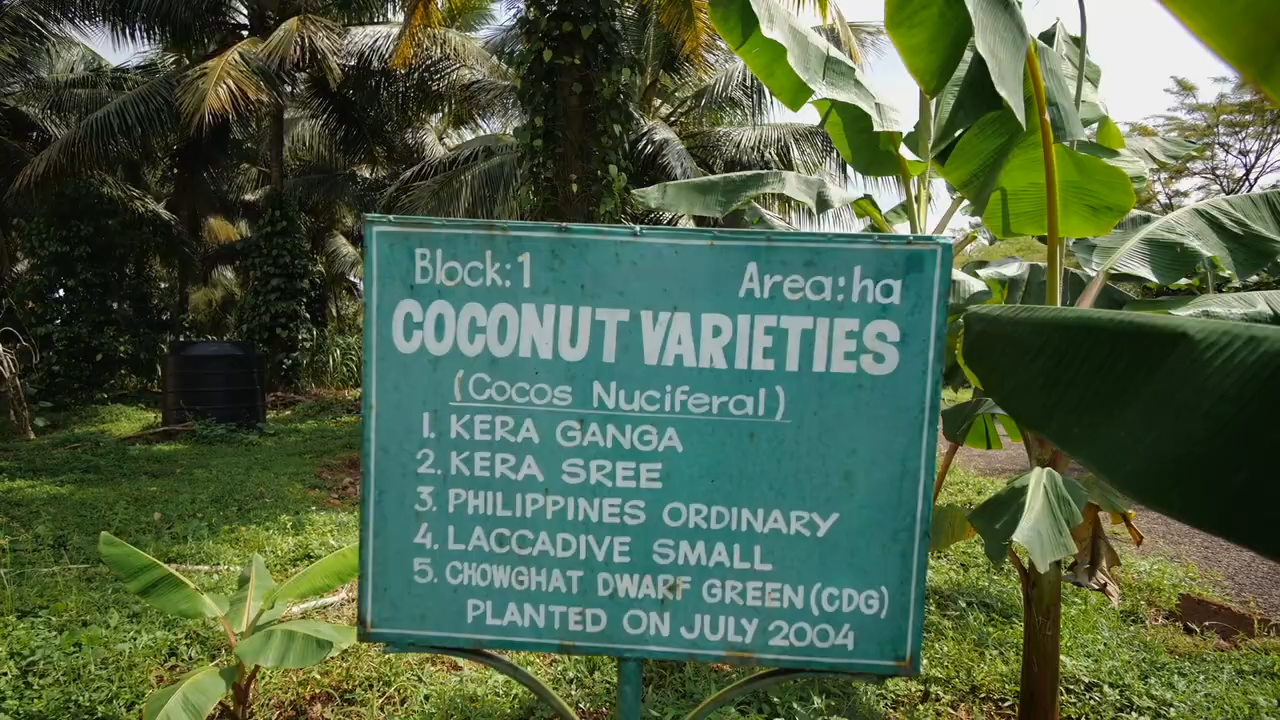 Block:1 Area:ha
COCONUT VARIETIES
(Cocos Nuciferal)
1. KERA GANGA
2. KERA SREE
3. PHILIPPINES ORDINARY
4. LACCADIVE SMALL
5. CHOWGHAT DWARF GREEN (CDG)
PLANTED ON JULY 2004